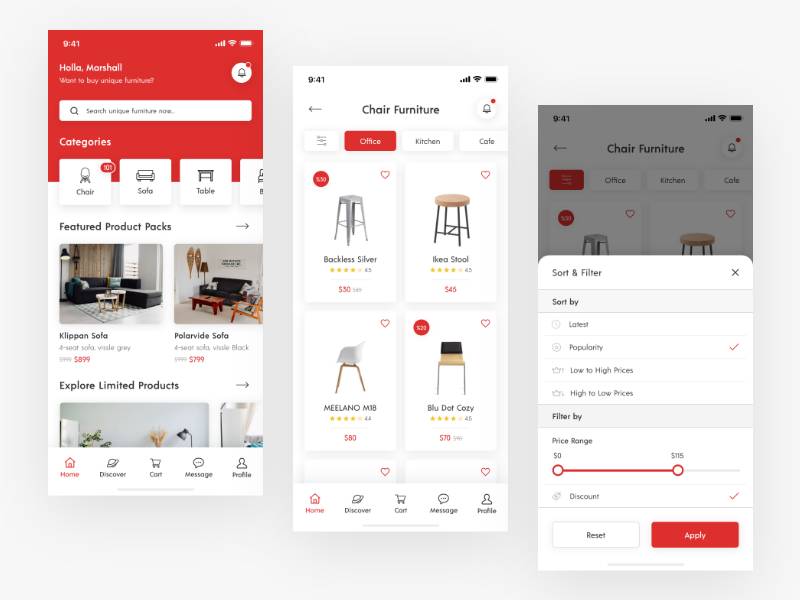 9:41
Holla, Marshall
Want to buy unique furniture?
Search unique furniture now..
Categories
101
Chair
Sofa
Table
Featured Product Packs
Klippan Sofa
4-seat sofa, vissle grey
$999 $899
Polarvide Sofa
4-seat sofa, vissle Black
$999 $799
Explore Limited Products
Home
Discover
Cart
Message
Profile
9:41
Chair Furniture
Office
Kitchen
Cafe
%30
Backless Silver
4.5
$30
Ikea Stool
4.5
$45
MEELANO M18
4.4
$80
%20
Blu Dot Cozy
4.6
$70 $90
Home
Discover
Cart
Message
Profile
9:41
Chair Furniture
Office
Kitchen
Cafe
%30
Sort & Filter
Sort by
Latest
Popularity
Low to High Prices
High to Low Prices
Filter by
Price Range
$0
$115
Discount
Reset
Apply